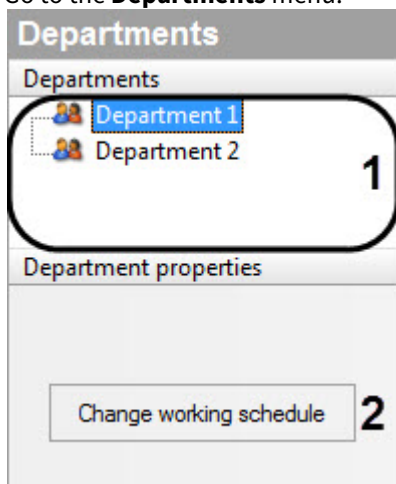 Go to the Departments menu.
Departments
Departments
Department 1
Department 2
1
Department properties
Change working schedule
2